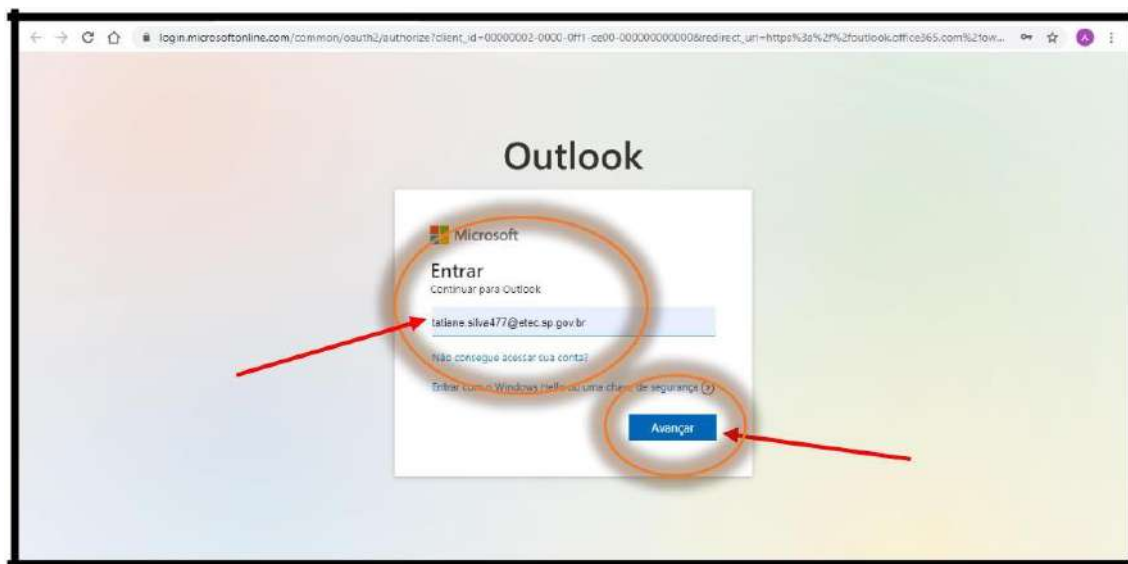 login.microsoftonline.com/common/oauth2/authorize?client_id=00000002-0000-0ff1-ce00-000000000000&redirect_uri=https%3a%2f%2foutlook.office365.com%2fow...
Outlook
Microsoft
Entrar
Continuar para Outlook
tatiane.silva477@etec.sp.gov.br
Não consegue acessar sua conta?
Entrar com o Windows Hello ou uma chave de segurança
Avançar